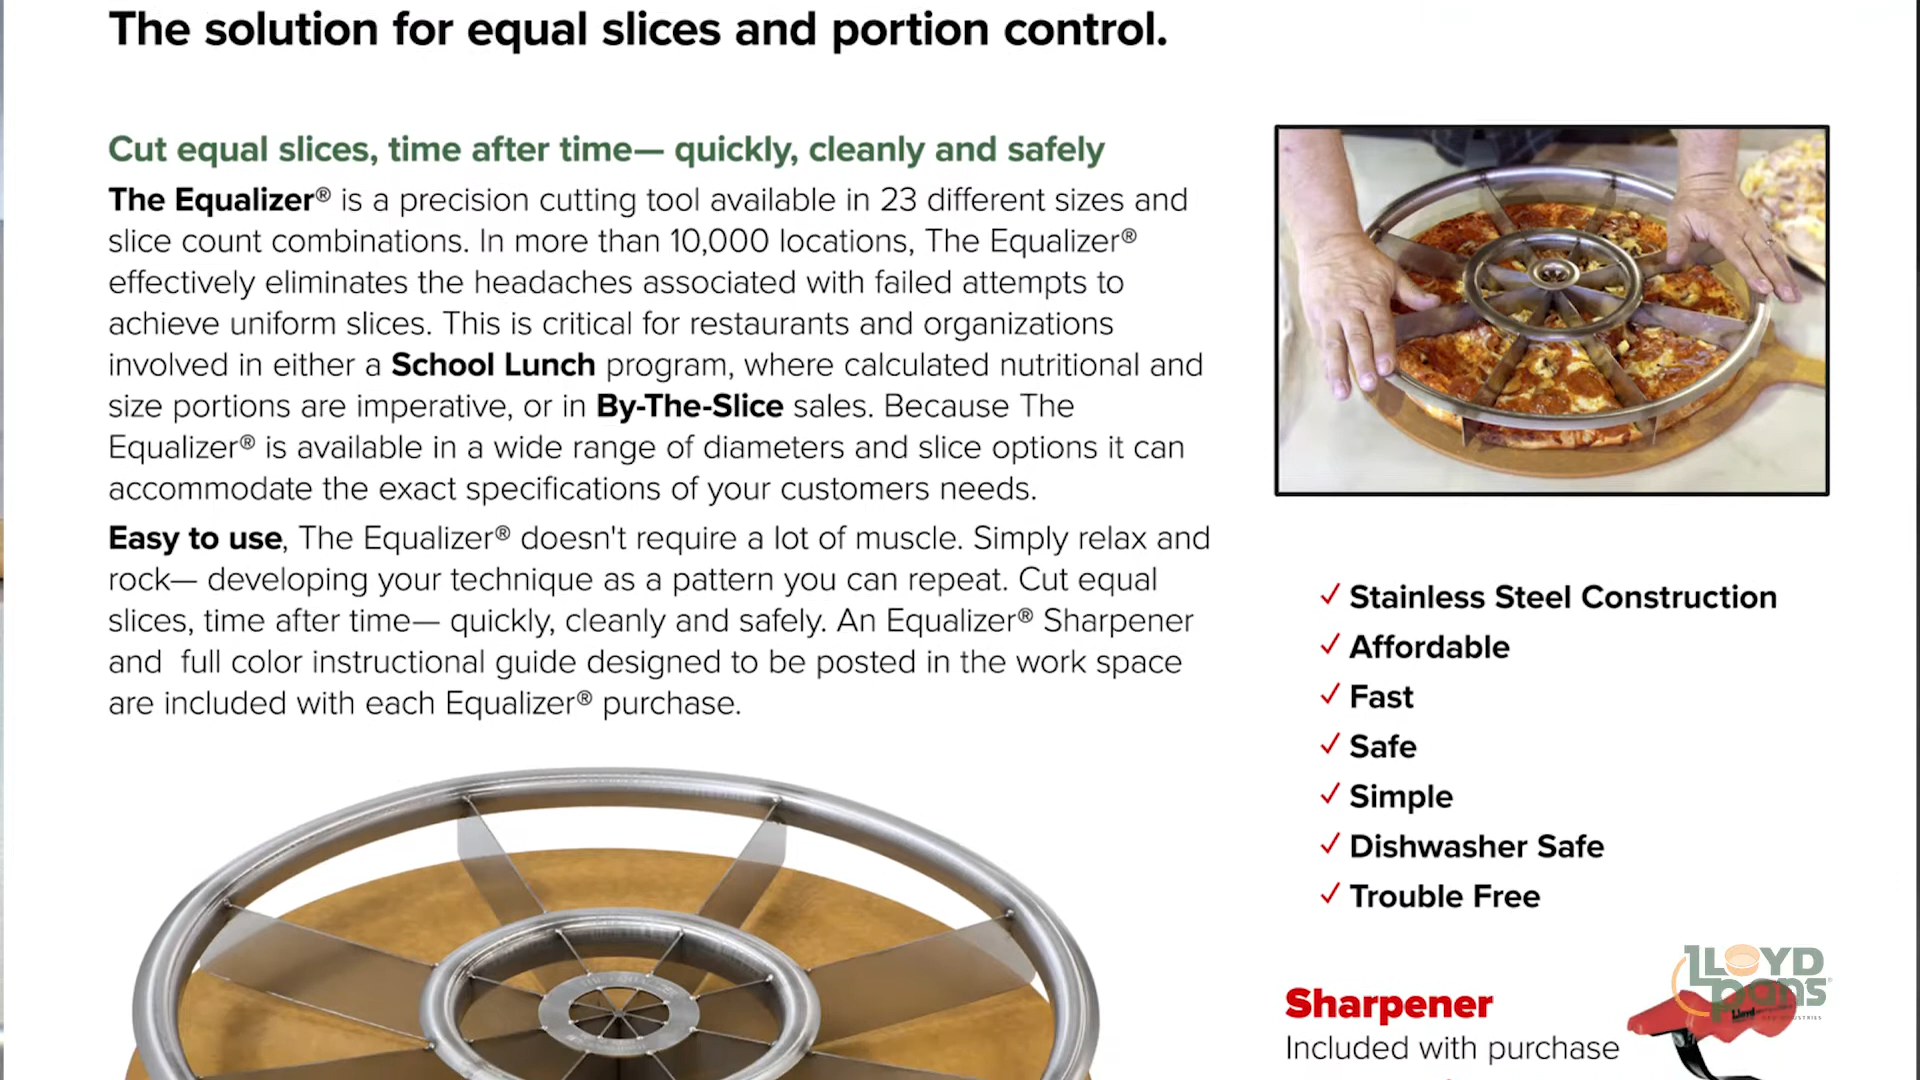 The solution for equal slices and portion control.
Cut equal slices, time after time— quickly, cleanly and safely
The Equalizer® is a precision cutting tool available in 23 different sizes and
slice count combinations. In more than 10,000 locations, The Equalizer®
effectively eliminates the headaches associated with failed attempts to
achieve uniform slices. This is critical for restaurants and organizations
involved in either a School Lunch program, where calculated nutritional and
size portions are imperative, or in By-The-Slice sales. Because The
Equalizer® is available in a wide range of diameters and slice options it can
accommodate the exact specifications of your customers needs.
Easy to use, The Equalizer® doesn't require a lot of muscle. Simply relax and
rock— developing your technique as a pattern you can repeat. Cut equal
slices, time after time— quickly, cleanly and safely. An Equalizer® Sharpener
and full color instructional guide designed to be posted in the work space
are included with each Equalizer® purchase.
✓ Stainless Steel Construction
✓ Affordable
✓ Fast
✓ Safe
✓ Simple
✓ Dishwasher Safe
✓ Trouble Free
Sharpener
Included with purchase
LLOYD
pans®